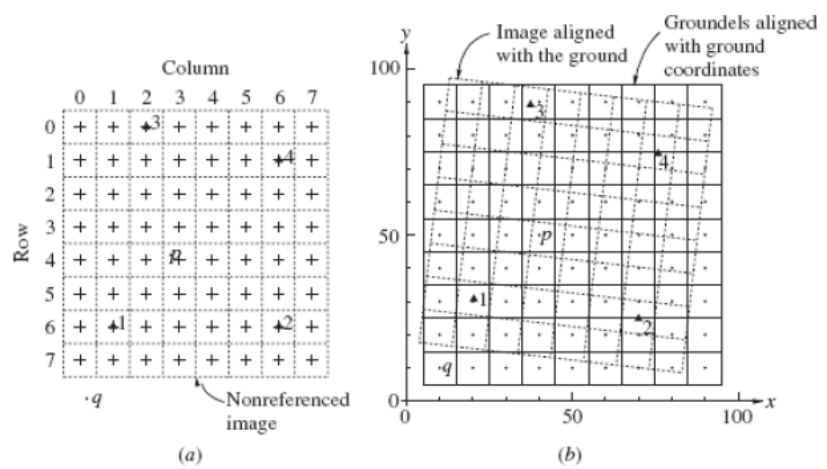 Column
0 1 2 3 4 5 6 7
0
1
2
3
4
5
6
7
Row
3
4
p
1
2
·q
Nonreferenced
image
(a)
y
Image aligned
with the ground
Groundels aligned
with ground
coordinates
100
50
0
3
4
p
1
2
·q
0 50 100
x
(b)